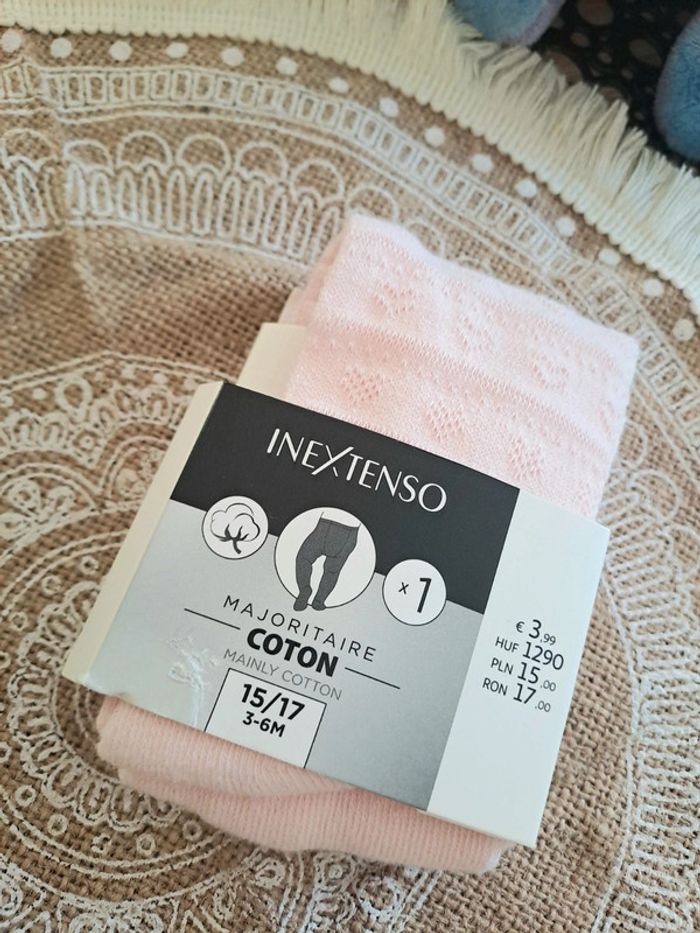 INEXTENSO
x 1
MAJORITAIRE
COTON
MAINLY COTTON
15/17
3-6M
€ 3,99
HUF 1290
PLN 15,00
RON 17,00